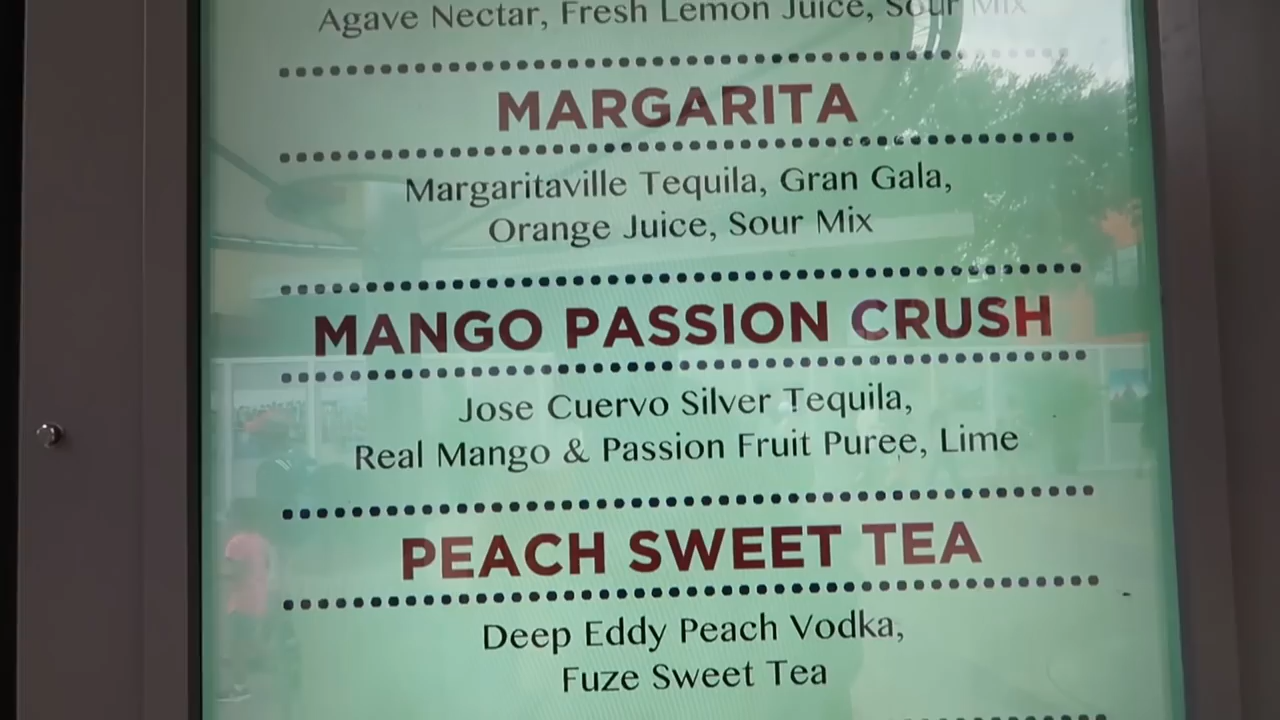 Agave Nectar, Fresh Lemon Juice, Sour Mix
MARGARITA
Margaritaville Tequila, Gran Gala,
Orange Juice, Sour Mix
MANGO PASSION CRUSH
Jose Cuervo Silver Tequila,
Real Mango & Passion Fruit Puree, Lime
PEACH SWEET TEA
Deep Eddy Peach Vodka,
Fuze Sweet Tea